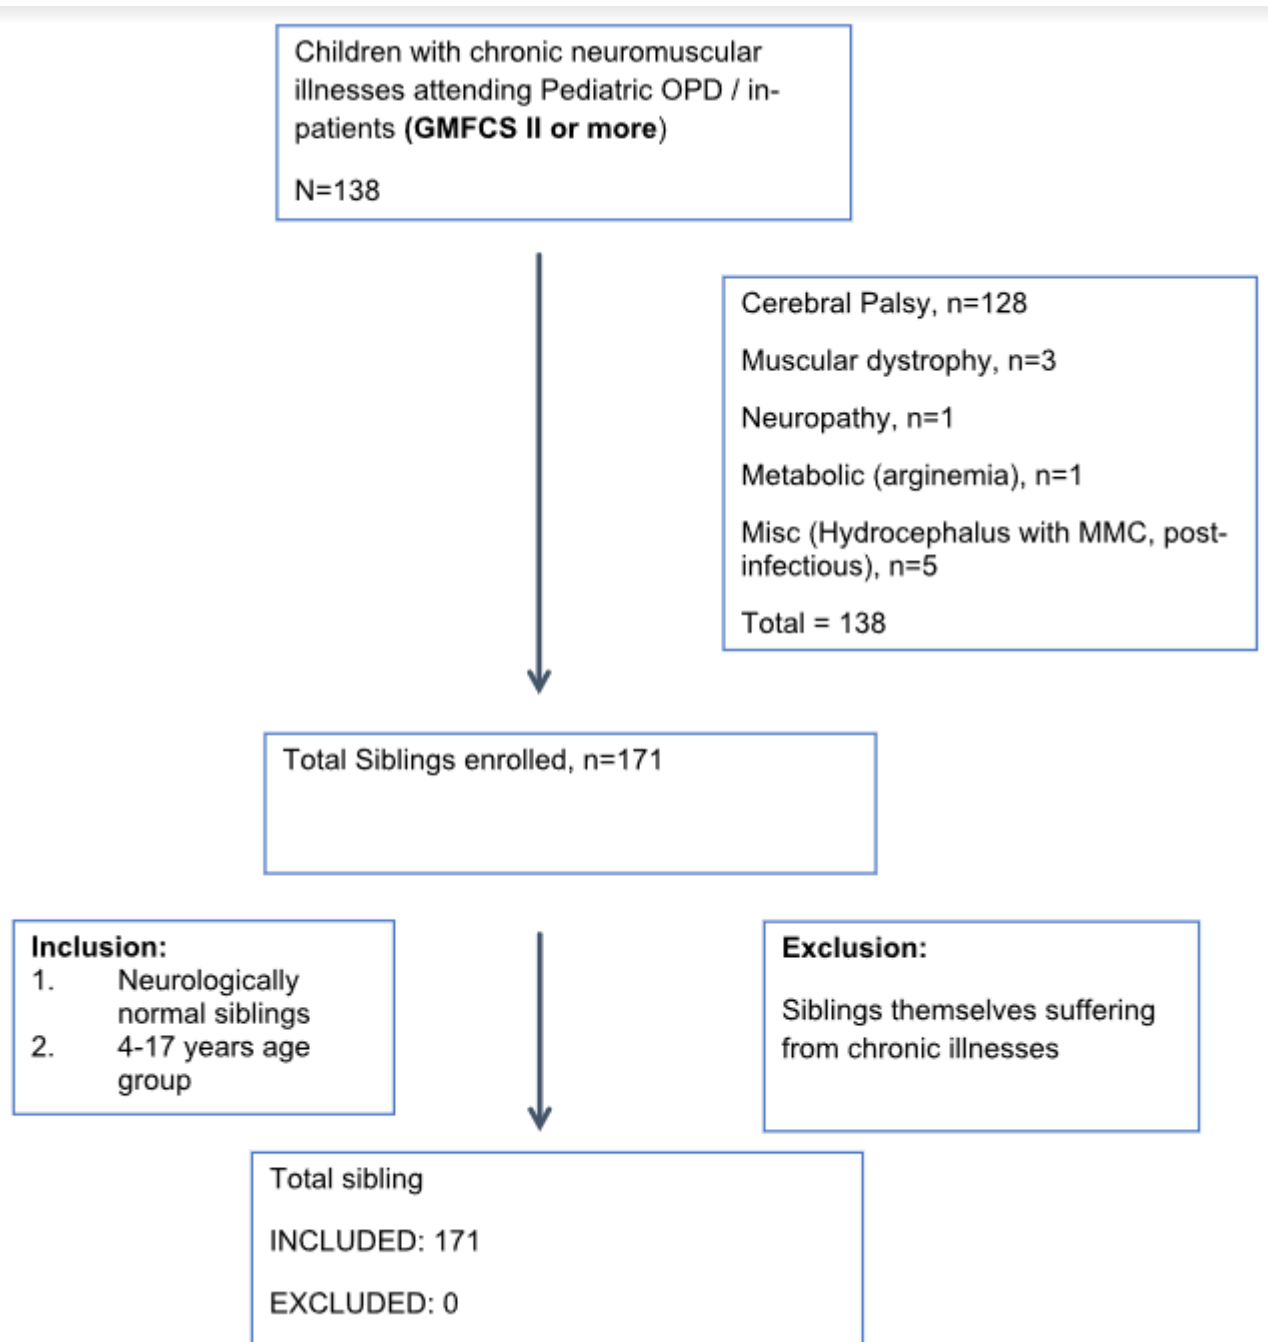 Children with chronic neuromuscular
illnesses attending Pediatric OPD / in-
patients (GMFCS II or more)
N=138
Cerebral Palsy, n=128
Muscular dystrophy, n=3
Neuropathy, n=1
Metabolic (arginemia), n=1
Misc (Hydrocephalus with MMC, post-
infectious), n=5
Total = 138
Total Siblings enrolled, n=171
Inclusion:
1. Neurologically
normal siblings
2. 4-17 years age
group
Exclusion:
Siblings themselves suffering
from chronic illnesses
Total sibling
INCLUDED: 171
EXCLUDED: 0